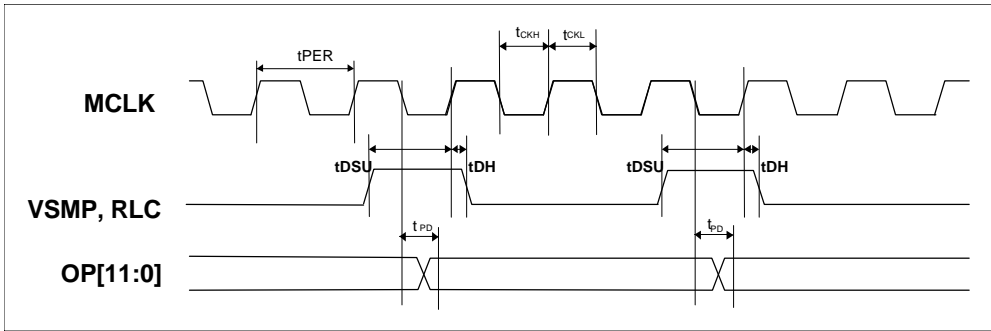 tCKH tCKL
tPER
MCLK
tDSU tDH tDSU tDH
VSMP, RLC
tPD tPD
OP[11:0]